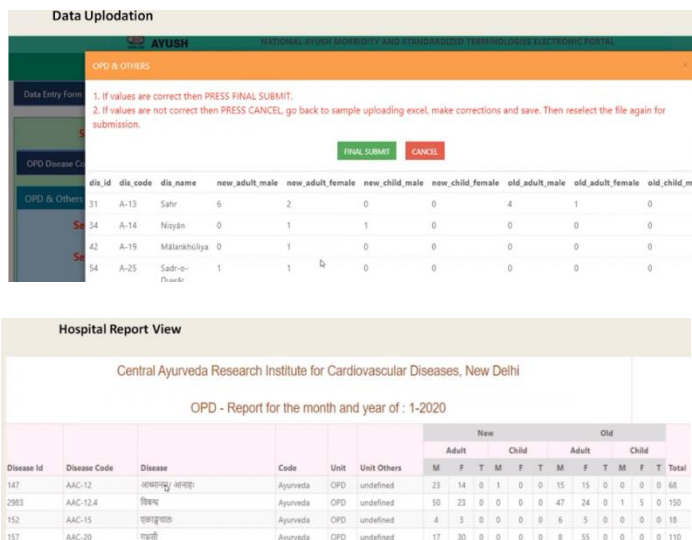 Data Uplodation
AYUSH NATIONAL AYUSH MORBIDITY AND STANDARDIZED TERMINOLOGIES ELECTRONIC PORTAL
OPD & OTHERS ×
Data Entry Form
1. If values are correct then PRESS FINAL SUBMIT.
2. If values are not correct then PRESS CANCEL, go back to sample uploading excel, make corrections and save. Then reselect the file again for
submission.
FINAL SUBMIT CANCEL
OPD Disease Co
OPD & Others
Se
Se
dis_id dis_code dis_name new_adult_male new_adult_female new_child_male new_child_female old_adult_male old_adult_female old_child_m
31 A-13 Sahr 6 2 0 0 4 1 0
34 A-14 Nisyān 0 1 1 0 0 0 0
42 A-19 Mālankhūliya 0 1 0 0 0 0 0
54 A-25 Sadr-o- 1 1 0 0 0 0 0
Duwār
Hospital Report View
Central Ayurveda Research Institute for Cardiovascular Diseases, New Delhi
OPD - Report for the month and year of : 1-2020
New Old
Adult Child Adult Child
Disease Id Disease Code Disease Code Unit Unit Others M F T M F T M F T M F T Total
147 AAC-12 आध्मानम्/ आनाहः Ayurveda OPD undefined 23 14 0 1 0 0 15 15 0 0 0 0 68
2983 AAC-12.4 विबन्ध Ayurveda OPD undefined 50 23 0 0 0 0 47 24 0 1 5 0 150
152 AAC-15 एकाङ्गवातः Ayurveda OPD undefined 4 3 0 0 0 0 6 5 0 0 0 0 18
157 AAC-20 गृध्रसी Ayurveda OPD undefined 17 30 0 0 0 0 8 55 0 0 0 0 110